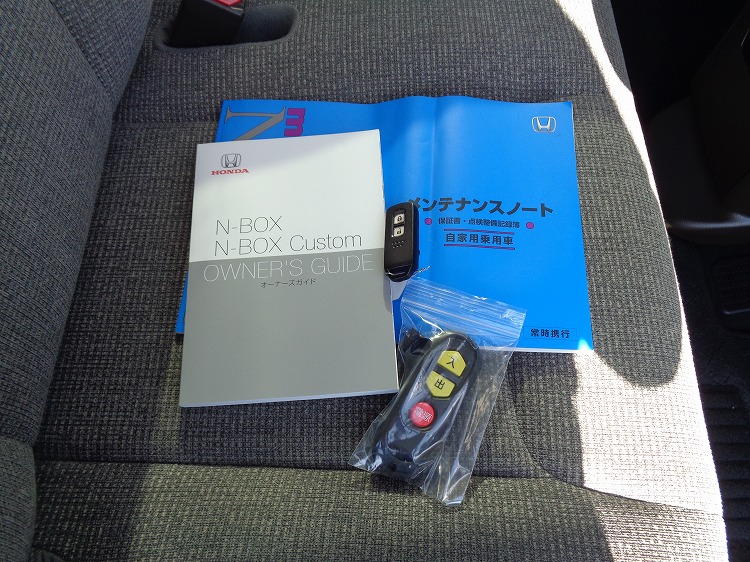 HONDA
N-BOX
N-BOX Custom
OWNER'S GUIDE
オーナーズガイド
メンテナンスノート
保証書・点検整備記録簿
自家用乗用車
常時携行
入
出